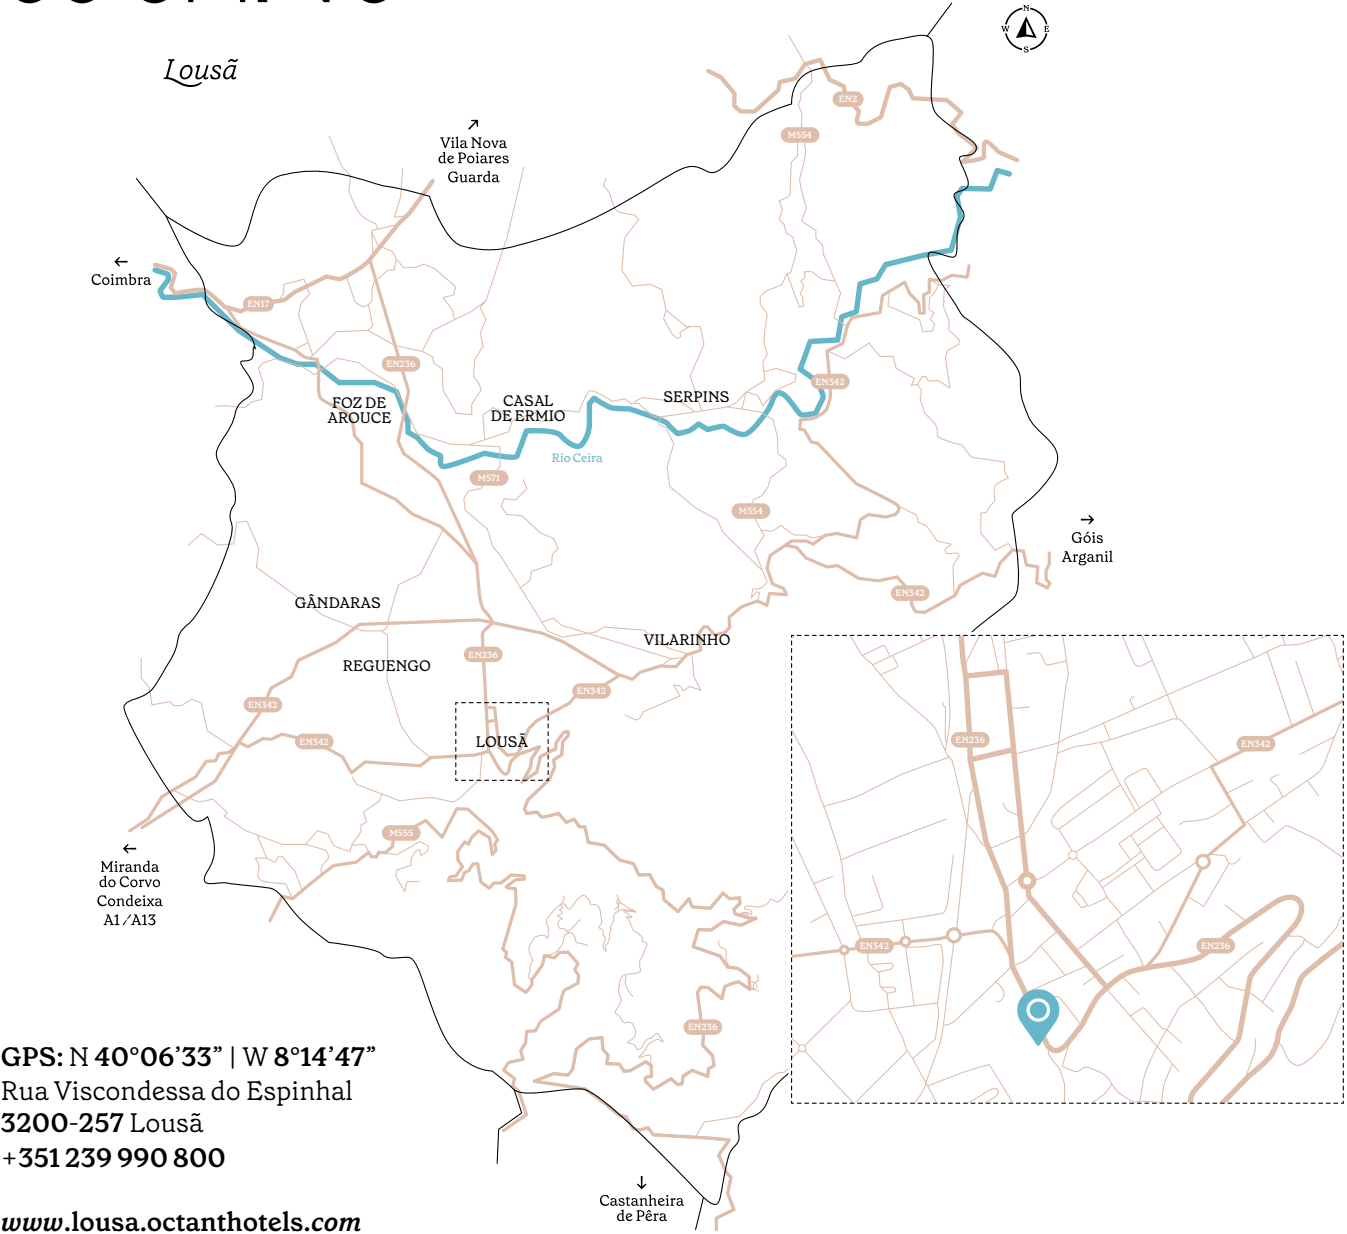 Lousã
N
W
E
S
EN2
M554
↗
Vila Nova
de Poiares
Guarda
←
Coimbra
EN17
EN236
EN342
FOZ DE
AROUCE
CASAL
DE ERMIO
SERPINS
Rio Ceira
M571
M554
→
Góis
Arganil
EN342
GÂNDARAS
VILARINHO
EN236
REGUENGO
EN342
EN342
EN342
LOUSÃ
EN236
EN342
M555
←
Miranda
do Corvo
Condeixa
A1/A13
EN342
EN236
EN236
GPS: N 40°06’33” | W 8°14’47”
Rua Viscondessa do Espinhal
3200-257 Lousã
+351 239 990 800
↓
Castanheira
de Pêra
www.lousa.octanthotels.com